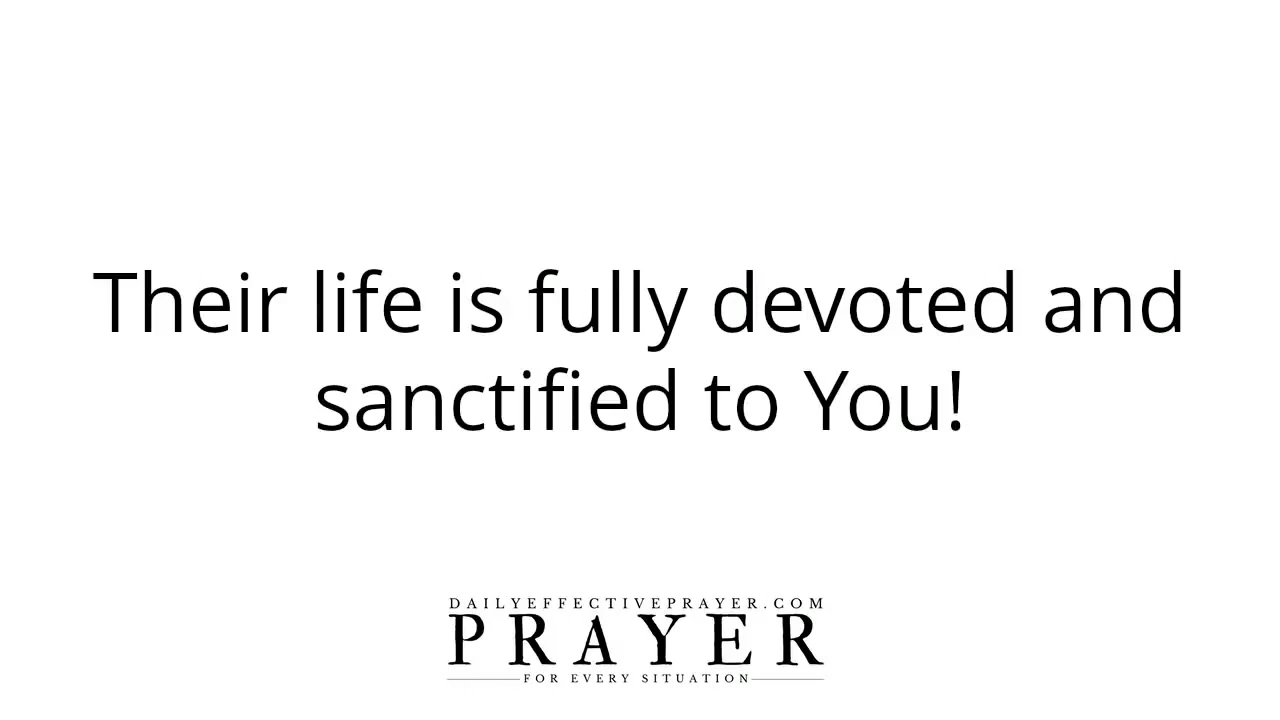 Their life is fully devoted and
sanctified to You!
DAILYEFFECTIVEPRAYER.COM
PRAYER
FOR EVERY SITUATION